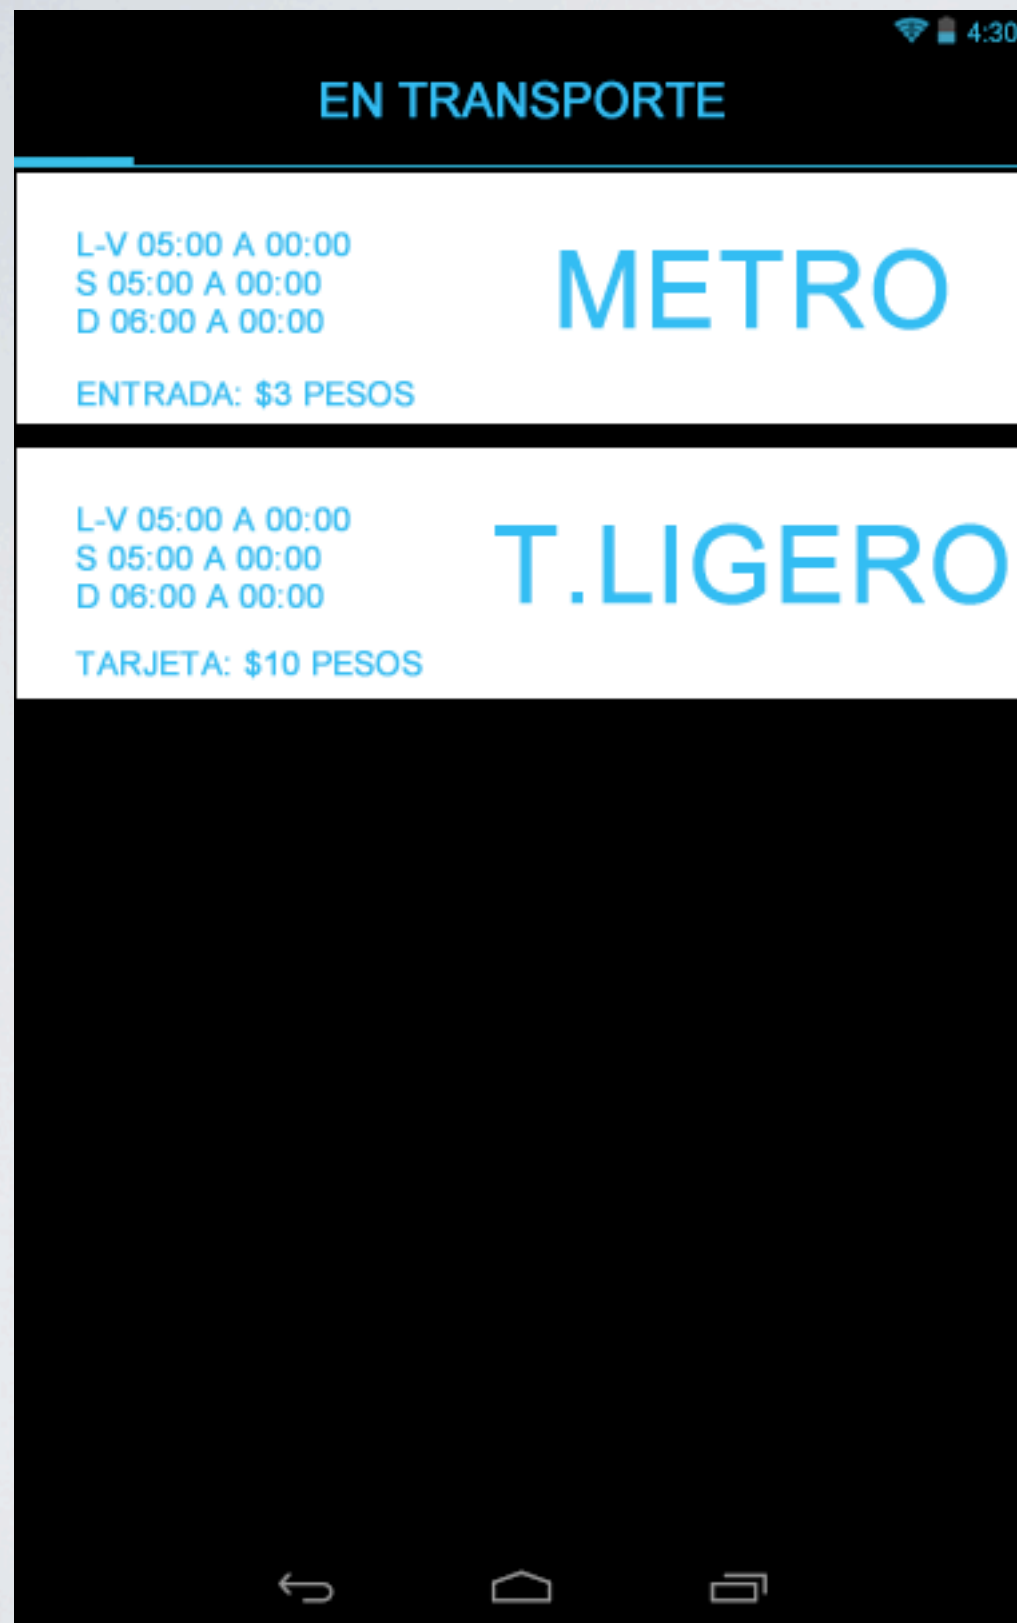 4:30
EN TRANSPORTE
L-V 05:00 A 00:00
S 05:00 A 00:00
D 06:00 A 00:00
METRO
ENTRADA: $3 PESOS
L-V 05:00 A 00:00
S 05:00 A 00:00
D 06:00 A 00:00
T.LIGERO
TARJETA: $10 PESOS